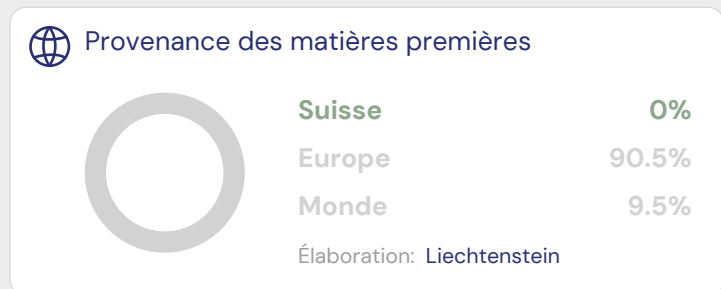 Provenance des matières premières
Suisse 0%
Europe 90.5%
Monde 9.5%
Élaboration: Liechtenstein